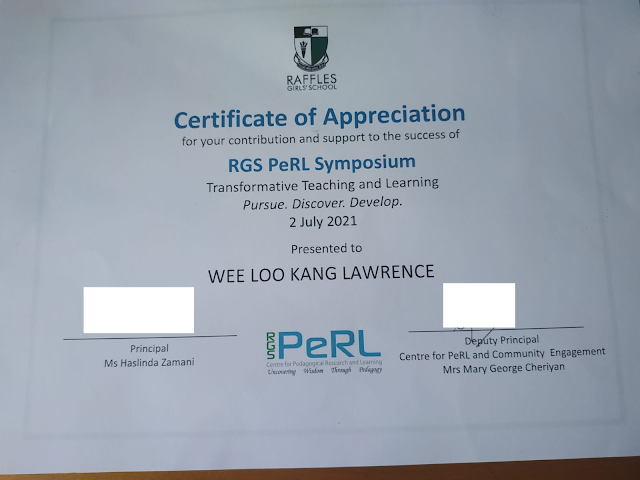 RAFFLES
GIRLS' SCHOOL
Certificate of Appreciation
for your contribution and support to the success of
RGS PeRL Symposium
Transformative Teaching and Learning
Pursue. Discover. Develop.
2 July 2021
Presented to
WEE LOO KANG LAWRENCE
Principal
Ms Haslinda Zamani
RGS PeRL
Centre for Pedagogical Research and Learning
Uncovering Wisdom Through Pedagogy
Deputy Principal
Centre for PeRL and Community Engagement
Mrs Mary George Cheriyan